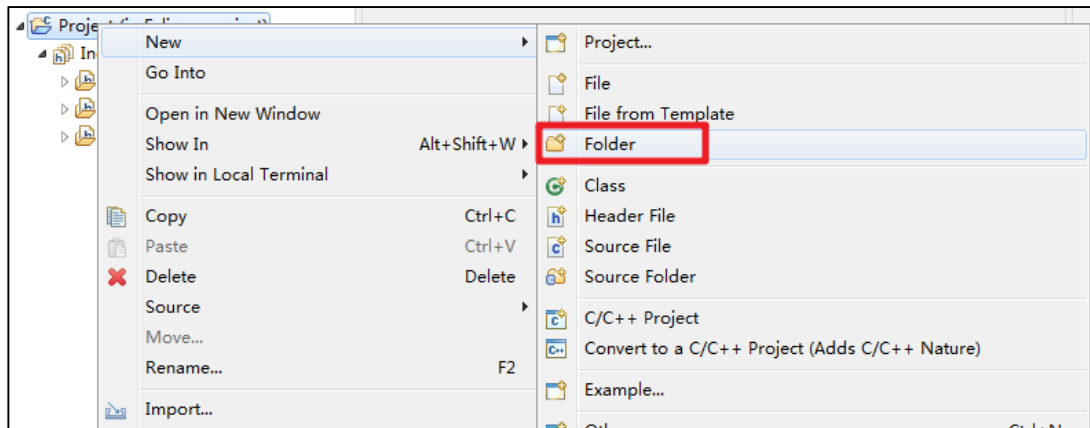 Project
In
New
Go Into
Open in New Window
Show In Alt+Shift+W
Show in Local Terminal
Copy Ctrl+C
Paste Ctrl+V
Delete Delete
Source
Move...
Rename... F2
Import...
Project...
File
File from Template
Folder
Class
Header File
Source File
Source Folder
C/C++ Project
Convert to a C/C++ Project (Adds C/C++ Nature)
Example...